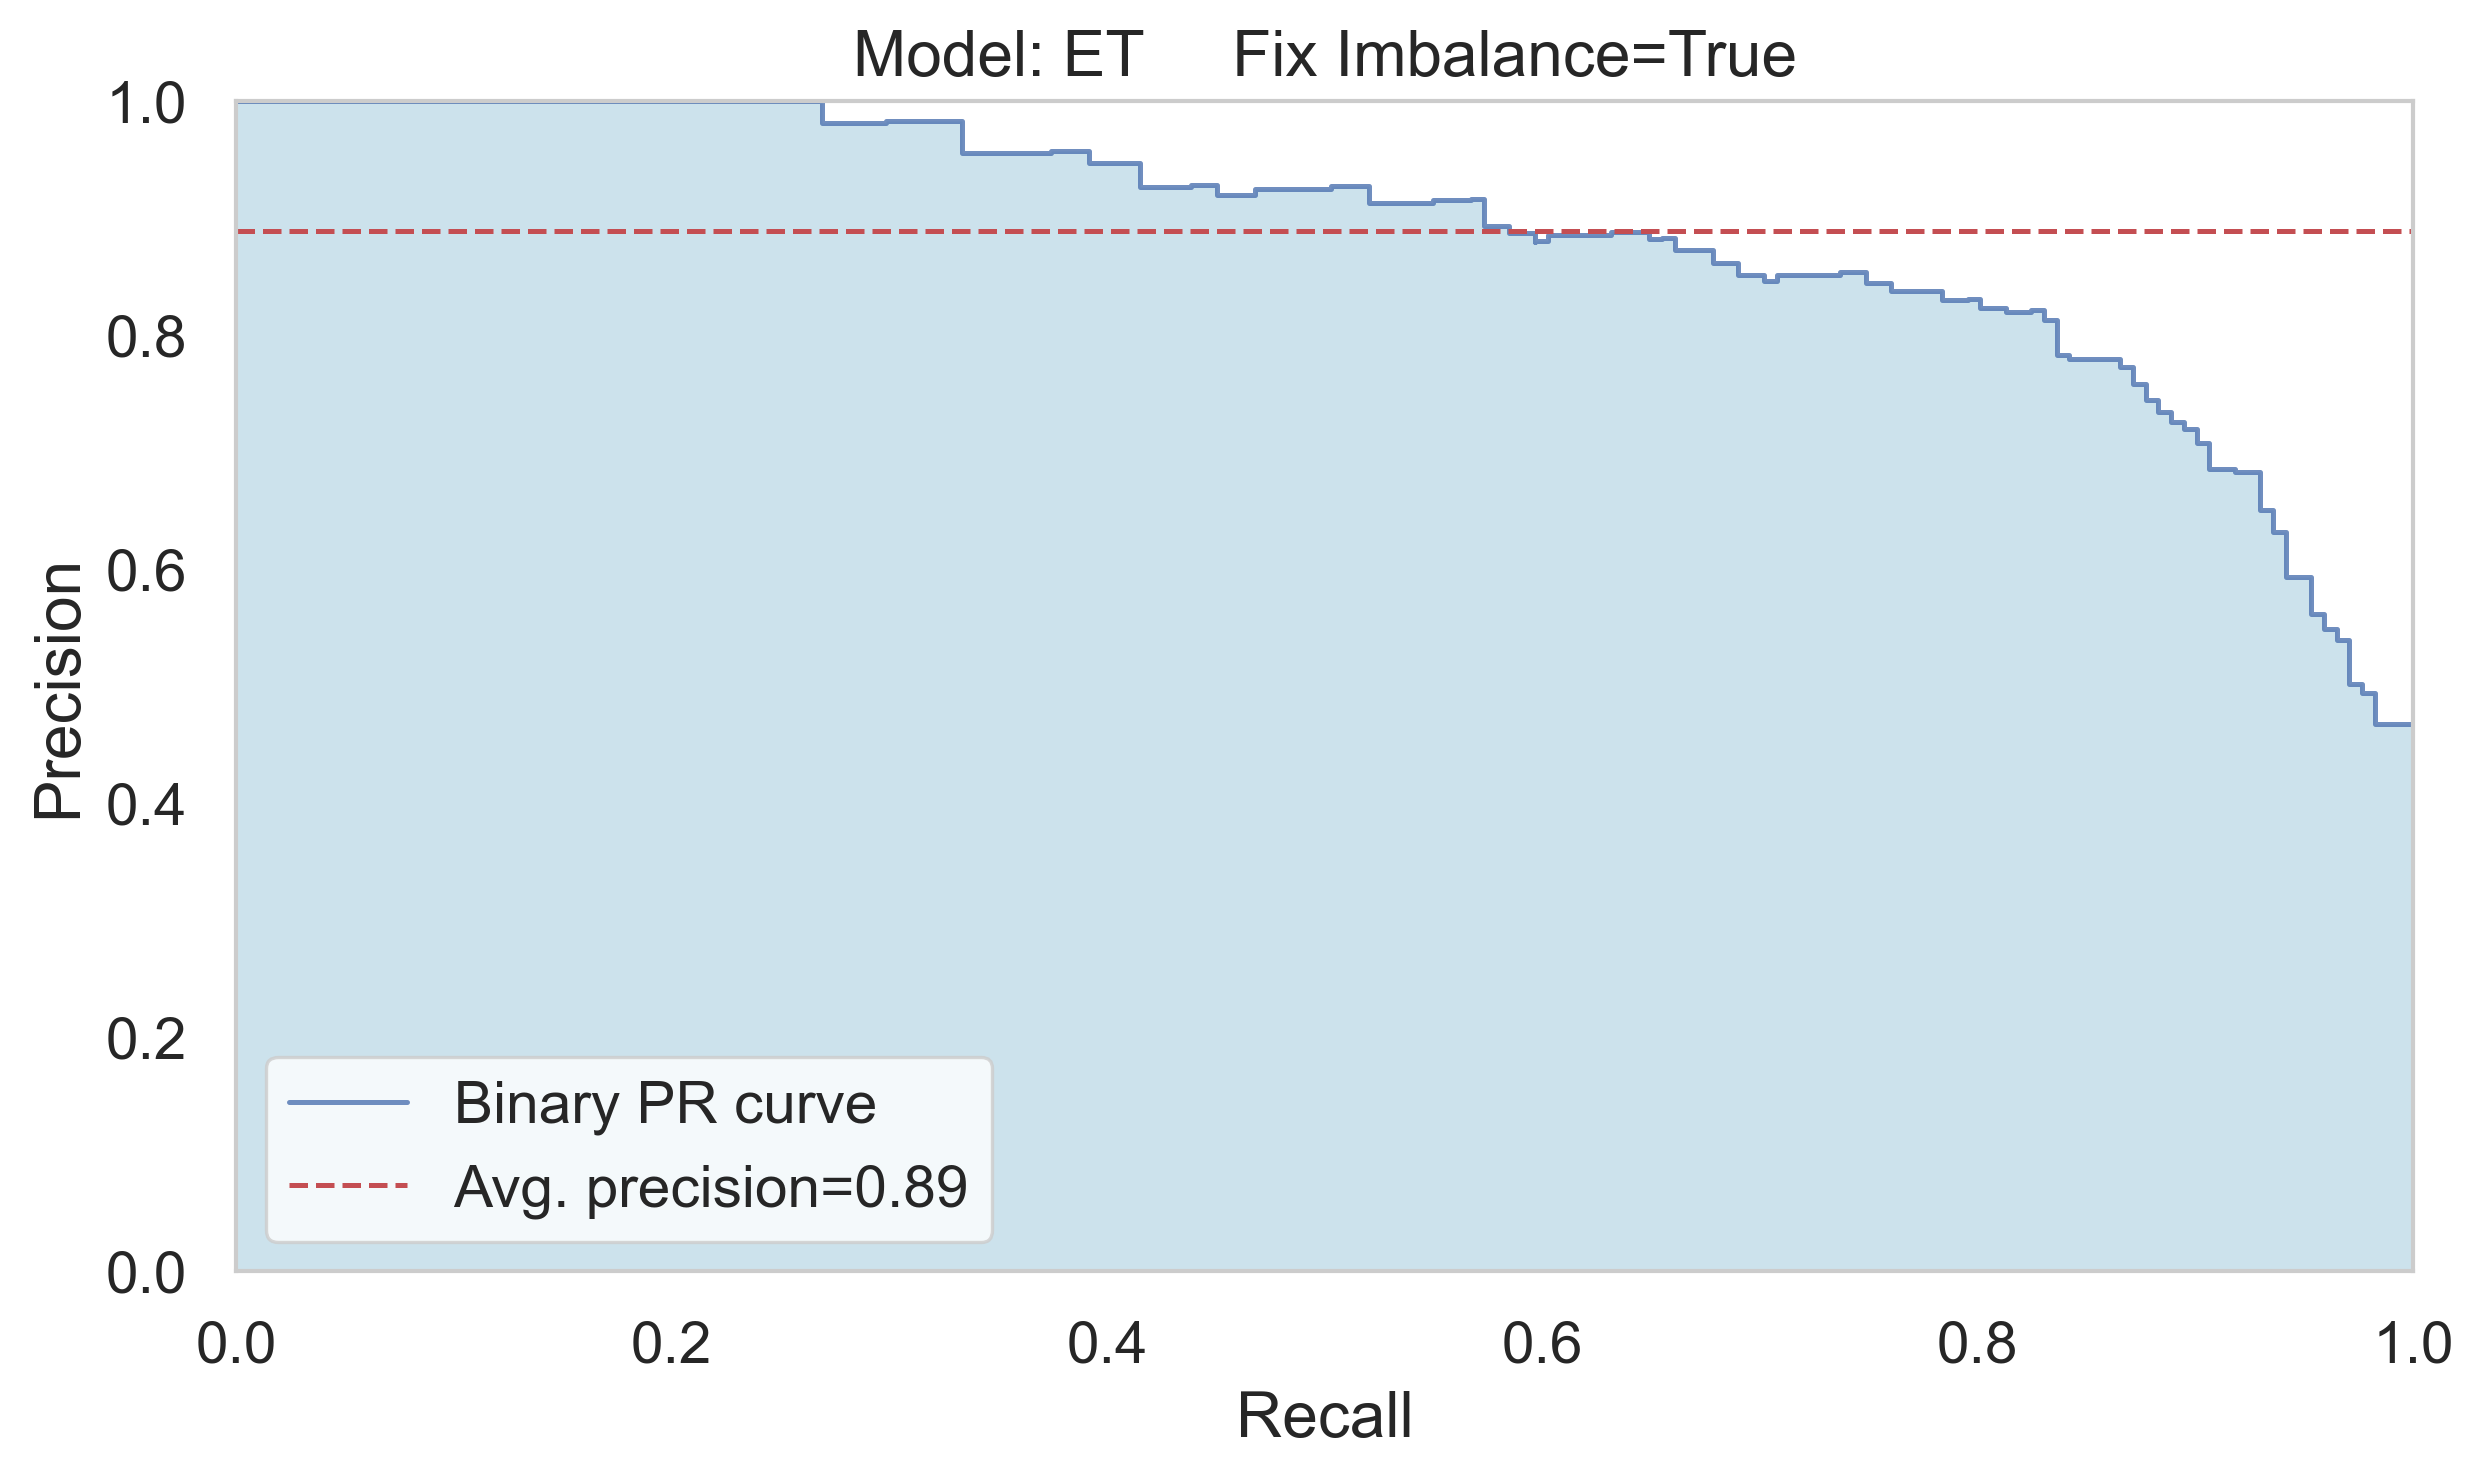 Model: ET Fix Imbalance=True
1.0
0.8
0.6
0.4
0.2
0.0
Precision
Binary PR curve
Avg. precision=0.89
0.0 0.2 0.4 0.6 0.8 1.0
Recall